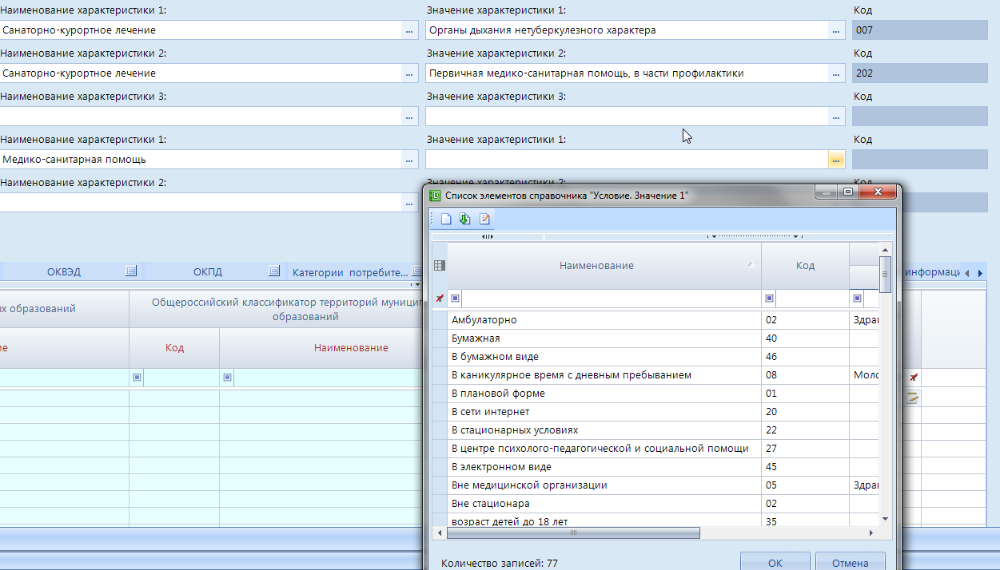 Наименование характеристики 1:
Значение характеристики 1:
Код
Санаторно-курортное лечение
...
Органы дыхания нетуберкулезного характера
...
007
Наименование характеристики 2:
Значение характеристики 2:
Код
Санаторно-курортное лечение
...
Первичная медико-санитарная помощь, в части профилактики
...
202
Наименование характеристики 3:
Значение характеристики 3:
Код
...
...
Наименование характеристики 1:
Значение характеристики 1:
Код
Медико-санитарная помощь
...
...
Наименование характеристики 2:
Значение характеристики 2:
Код
...
Список элементов справочника "Условие. Значение 1"
Наименование
Код
Амбулаторно 02 Здра
Бумажная 40
В бумажном виде 46
В каникулярное время с дневным пребыванием 08 Моло
В плановой форме 01
В сети интернет 20
В стационарных условиях 22
В центре психолого-педагогической и социальной помощи 27
В электронном виде 45
Вне медицинской организации 05 Здра
Вне стационара 02
возраст детей до 18 лет 35
Количество записей: 77
ОК
Отмена
ОКВЭД
ОКПД
Категории потребите...
информаци
х образований
Общероссийский классификатор территорий муницип
образований
ие
Код
Наименование